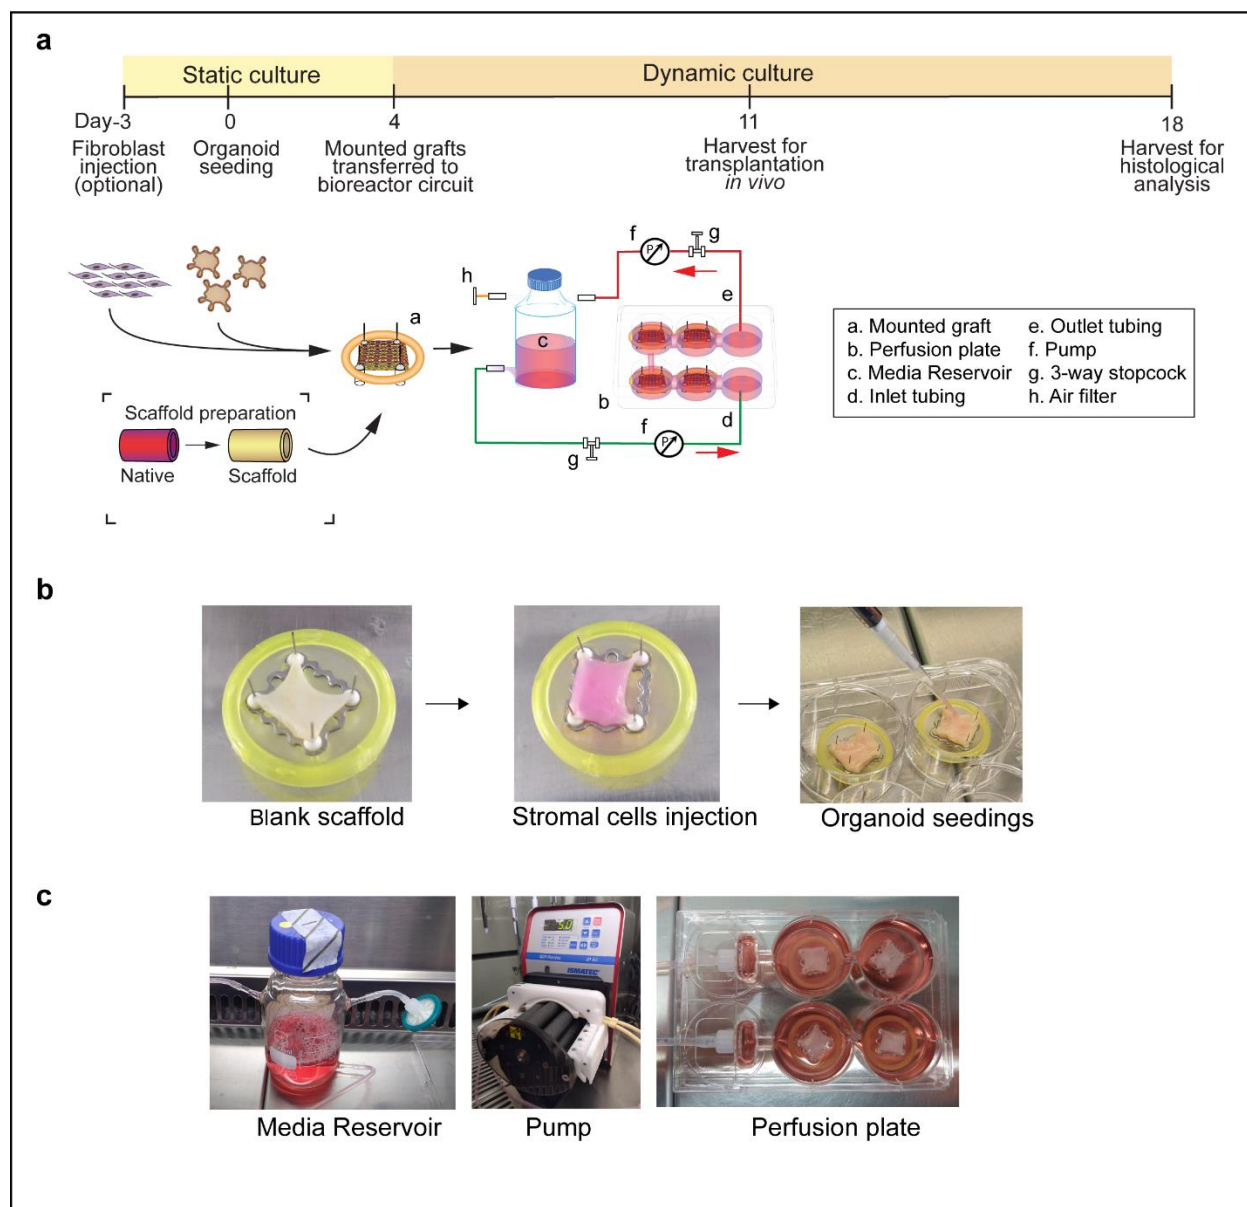 a
Static culture
Dynamic culture
Day-3
0
4
11
18
Fibroblast
injection
(optional)
Organoid
seeding
Mounted grafts
transferred to
bioreactor circuit
Harvest for
transplantation
in vivo
Harvest for
histological
analysis
f
g
h
a
c
e
b
d
f
g
P
P
a. Mounted graft
b. Perfusion plate
c. Media Reservoir
d. Inlet tubing
e. Outlet tubing
f. Pump
g. 3-way stopcock
h. Air filter
Scaffold preparation
Native
Scaffold
b
Blank scaffold
Stromal cells injection
Organoid seedings
c
5.0
ISMATEC
Media Reservoir
Pump
Perfusion plate